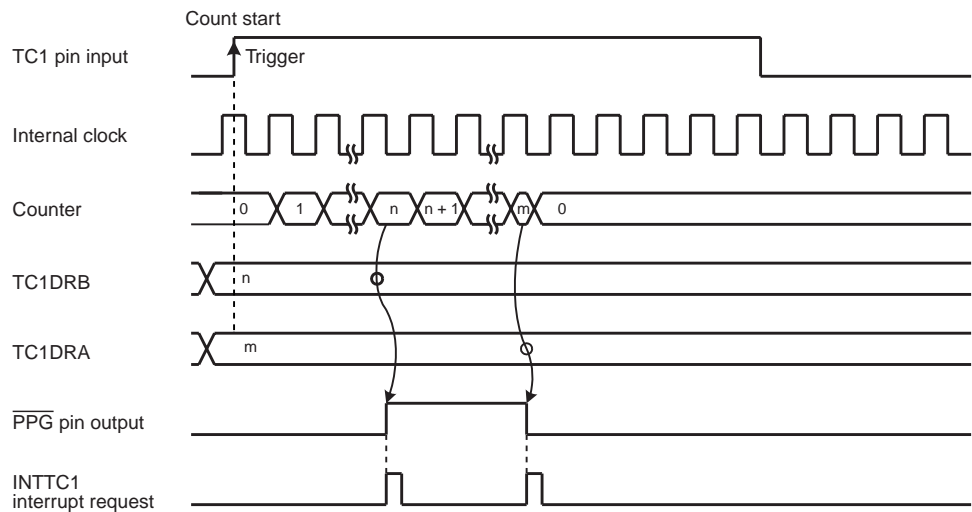 Count start
TC1 pin input
Trigger
Internal clock
Counter
0 1 n n + 1 m 0
TC1DRB
n
TC1DRA
m
PPG pin output
INTTC1
interrupt request